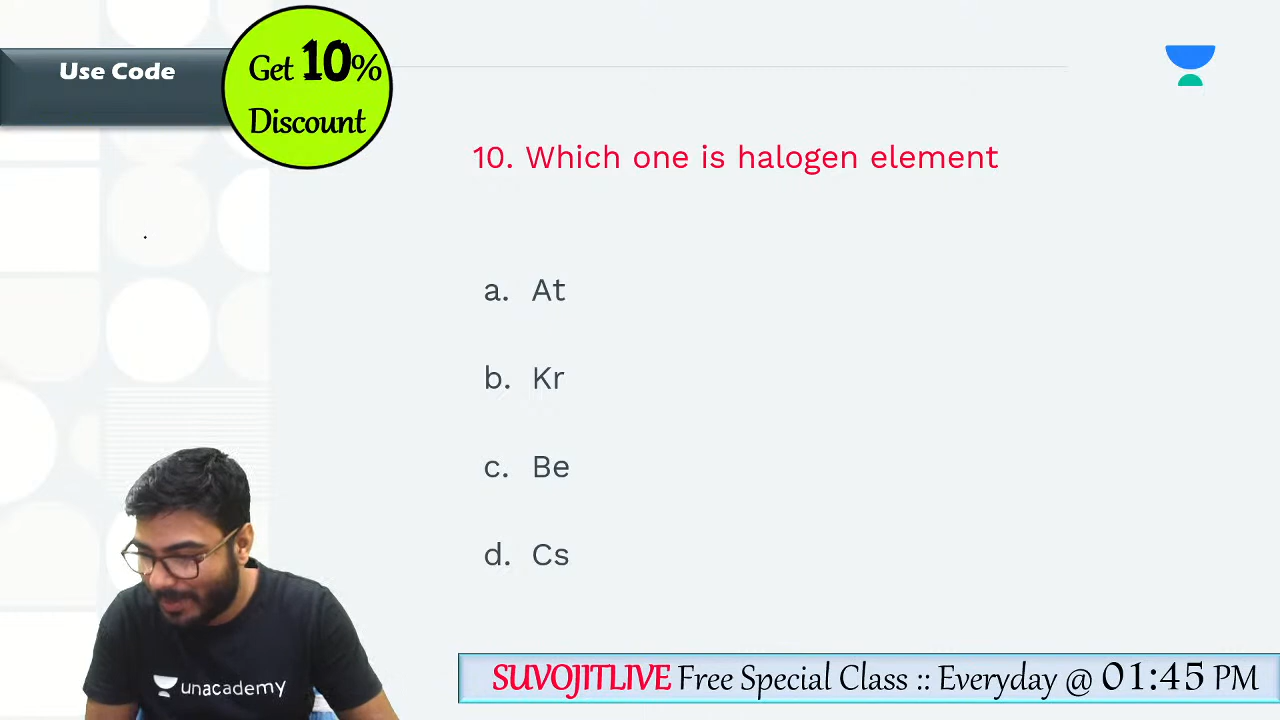 Use Code
Get 10%
Discount
10. Which one is halogen element
a. At
b. Kr
c. Be
d. Cs
unacademy
SUVOJITLIVE Free Special Class :: Everyday @ 01:45 PM